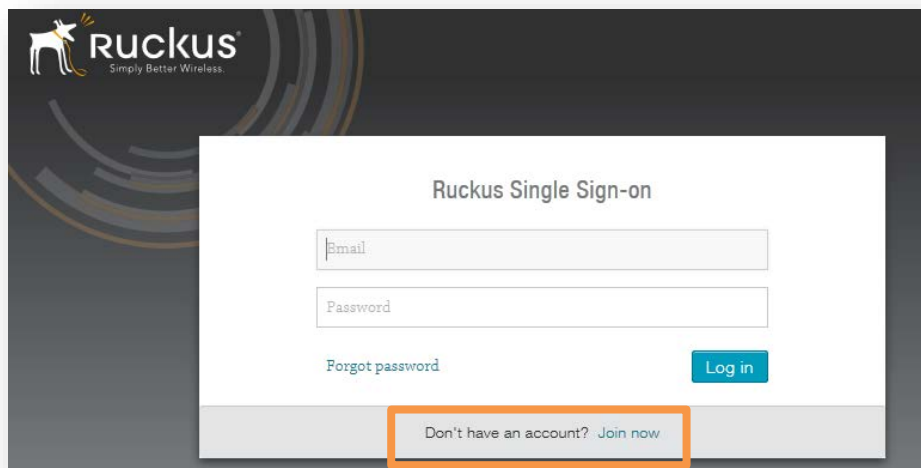 Ruckus
Simply Better Wireless.
Ruckus Single Sign-on
Email
Password
Forgot password
Log in
Don't have an account? Join now